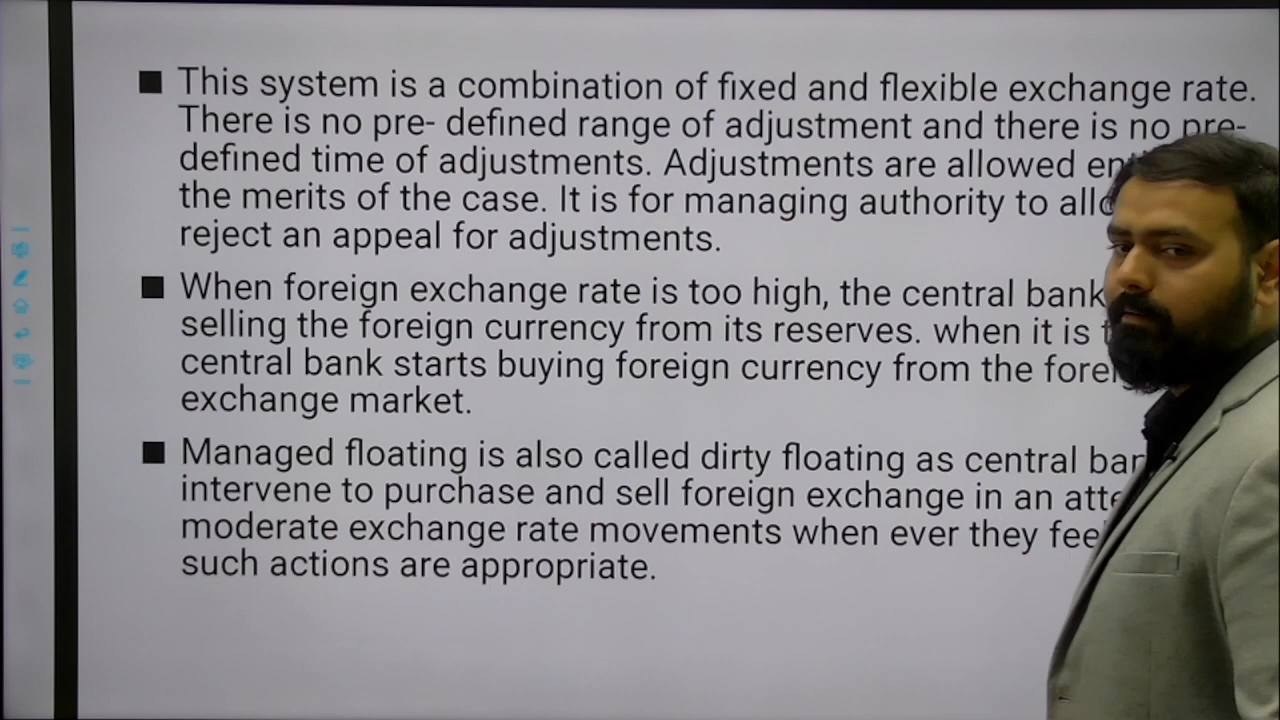 ■ This system is a combination of fixed and flexible exchange rate.
There is no pre- defined range of adjustment and there is no pre-
defined time of adjustments. Adjustments are allowed
the merits of the case. It is for managing authority to
reject an appeal for adjustments.
■ When foreign exchange rate is too high, the central bank
selling the foreign currency from its reserves. when it is
central bank starts buying foreign currency from the
exchange market.
■ Managed floating is also called dirty floating as central
intervene to purchase and sell foreign exchange in an
moderate exchange rate movements when ever they
such actions are appropriate.